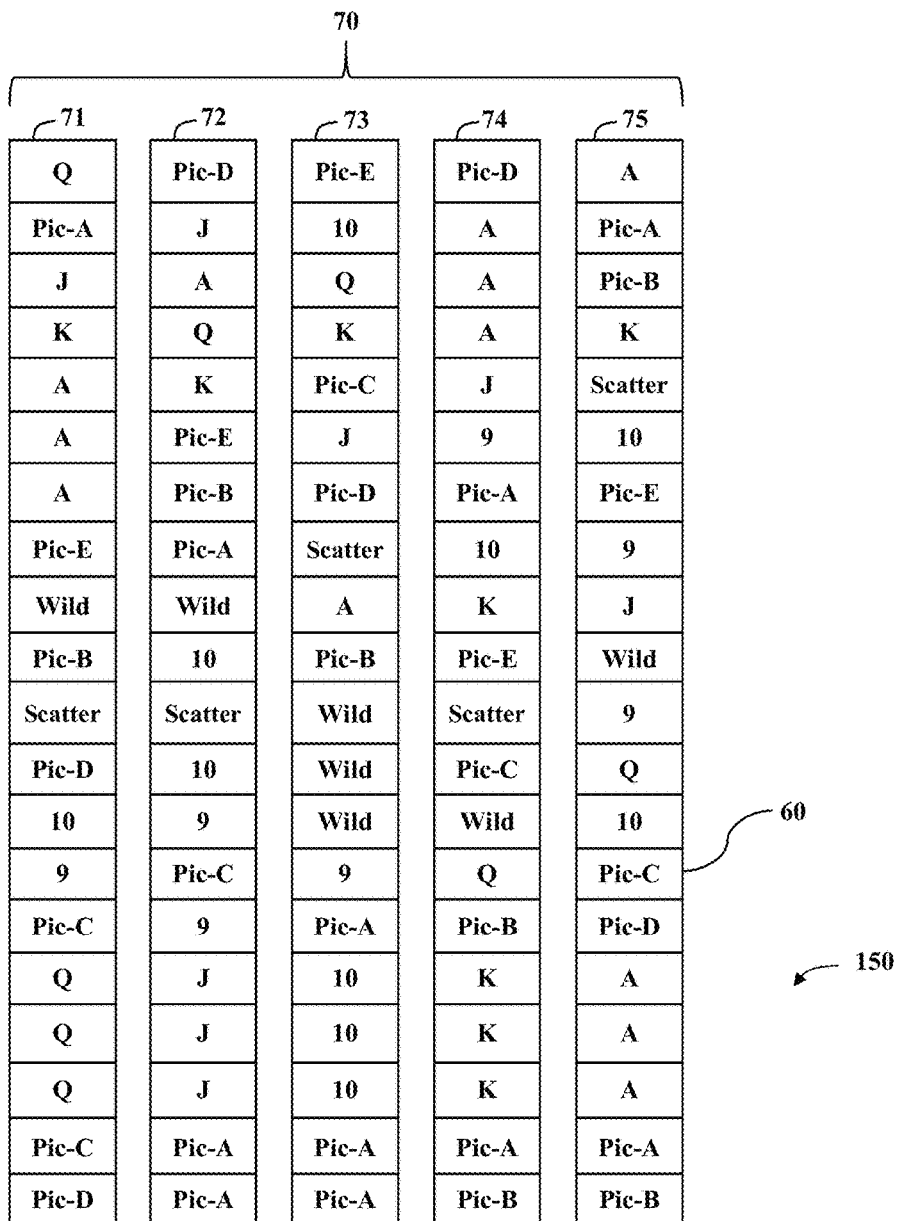 70
71 72 73 74 75
Q Pic-D Pic-E Pic-D A
Pic-A J 10 A Pic-A
J A Q A Pic-B
K Q K A K
A K Pic-C J Scatter
A Pic-E J 9 10
A Pic-B Pic-D Pic-A Pic-E
Pic-E Pic-A Scatter 10 9
Wild Wild A K J
Pic-B 10 Pic-B Pic-E Wild
Scatter Scatter Wild Scatter 9
Pic-D 10 Wild Pic-C Q
10 9 Wild Wild 10 60
9 Pic-C 9 Q Pic-C
Pic-C 9 Pic-A Pic-B Pic-D
Q J 10 K A 150
Q J 10 K A
Q J 10 K A
Pic-C Pic-A Pic-A Pic-A Pic-A
Pic-D Pic-A Pic-A Pic-B Pic-B